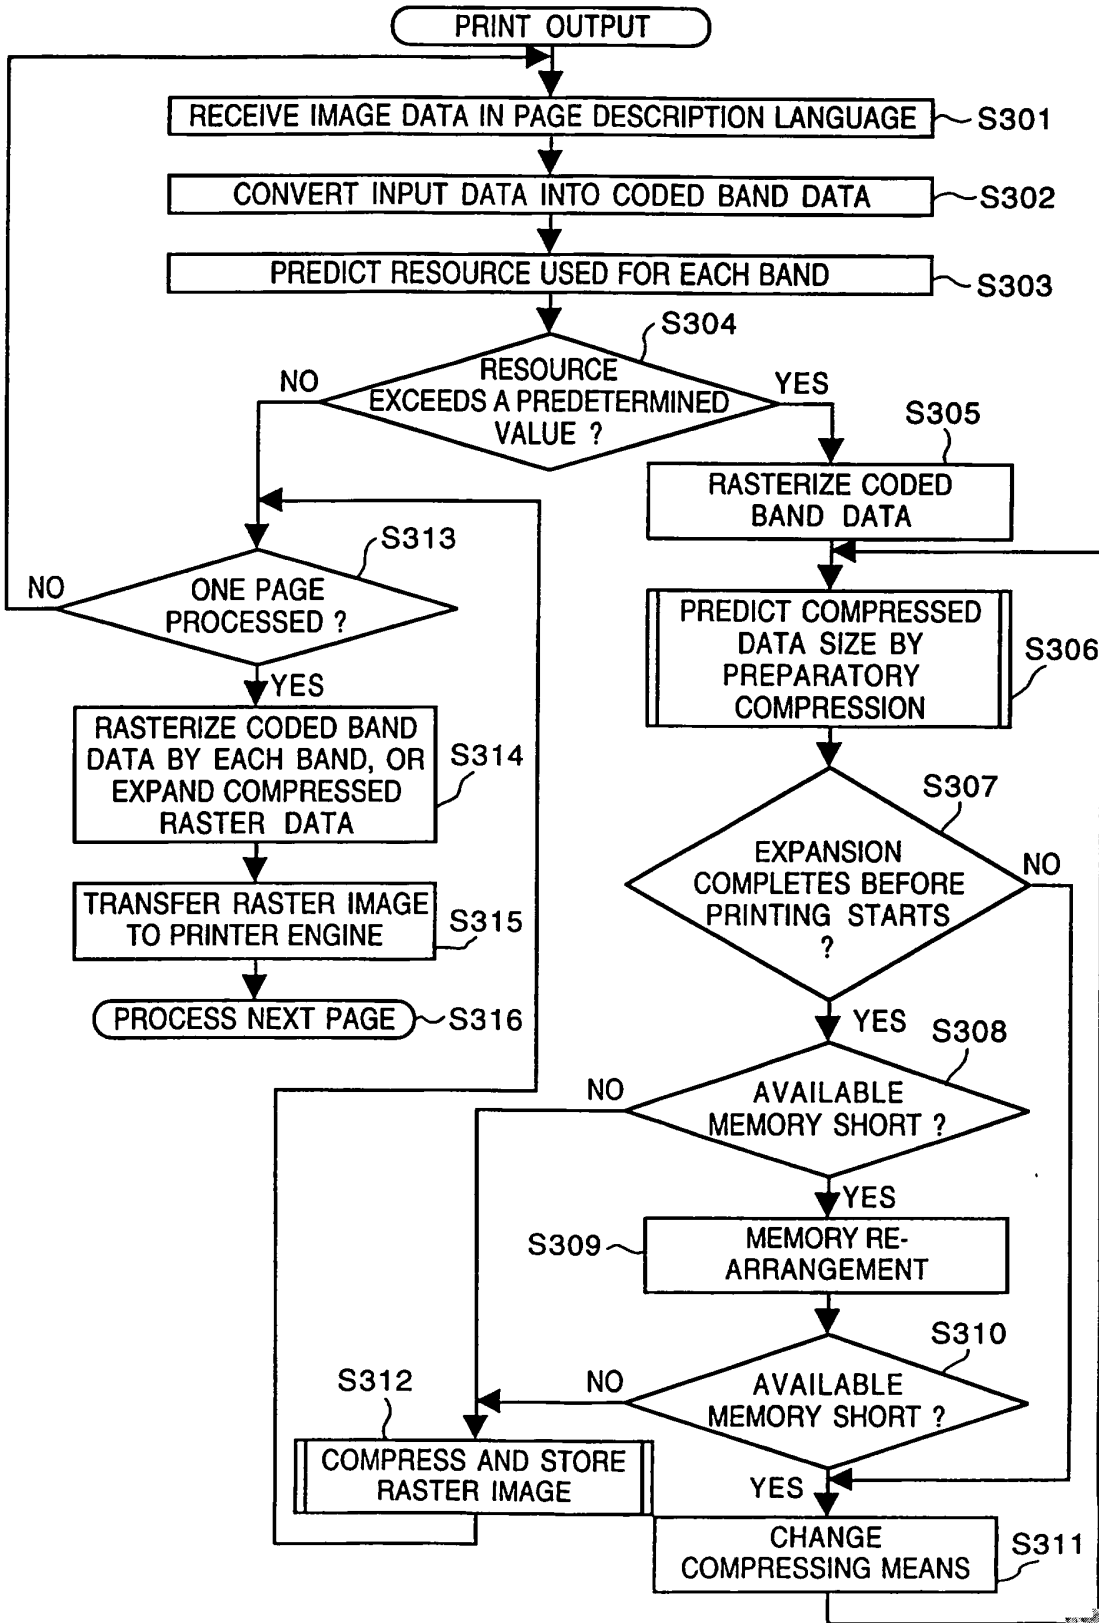 PRINT OUTPUT
RECEIVE IMAGE DATA IN PAGE DESCRIPTION LANGUAGE
S301
CONVERT INPUT DATA INTO CODED BAND DATA
S302
PREDICT RESOURCE USED FOR EACH BAND
S303
S304
RESOURCE
EXCEEDS A PREDETERMINED
VALUE ?
NO
YES
S305
RASTERIZE CODED
BAND DATA
S313
ONE PAGE
PROCESSED ?
NO
YES
PREDICT COMPRESSED
DATA SIZE BY
PREPARATORY
COMPRESSION
S306
RASTERIZE CODED BAND
DATA BY EACH BAND, OR
EXPAND COMPRESSED
RASTER DATA
S314
S307
EXPANSION
COMPLETES BEFORE
PRINTING STARTS
?
NO
YES
TRANSFER RASTER IMAGE
TO PRINTER ENGINE
S315
PROCESS NEXT PAGE
S316
S308
AVAILABLE
MEMORY SHORT ?
NO
YES
S309
MEMORY RE-
ARRANGEMENT
S310
AVAILABLE
MEMORY SHORT ?
NO
YES
S312
COMPRESS AND STORE
RASTER IMAGE
CHANGE
COMPRESSING MEANS
S311